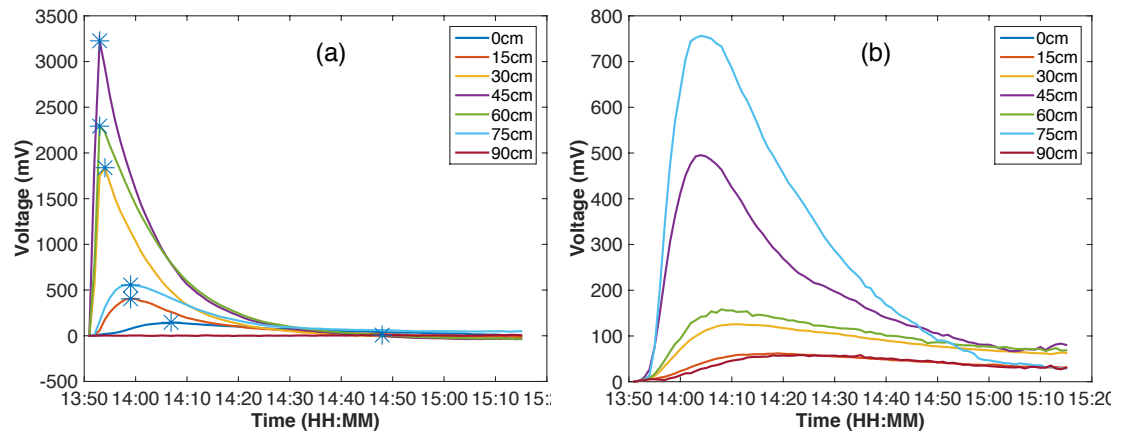 (a)
Voltage (mV)
3500
3000
2500
2000
1500
1000
500
0
-500
13:50 14:00 14:10 14:20 14:30 14:40 14:50 15:00 15:10 15:2
Time (HH:MM)
0cm
15cm
30cm
45cm
60cm
75cm
90cm
(b)
Voltage (mV)
800
700
600
500
400
300
200
100
0
13:50 14:00 14:10 14:20 14:30 14:40 14:50 15:00 15:10 15:20
Time (HH:MM)
0cm
15cm
30cm
45cm
60cm
75cm
90cm